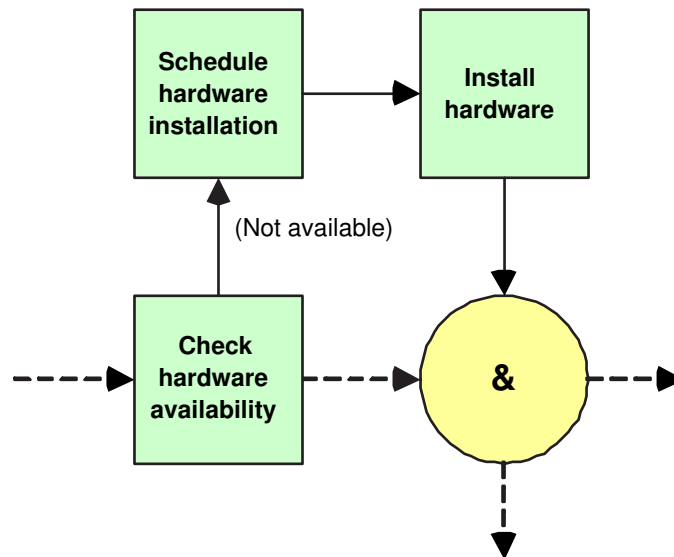 Schedule
hardware
installation
Install
hardware
(Not available)
Check
hardware
availability
&